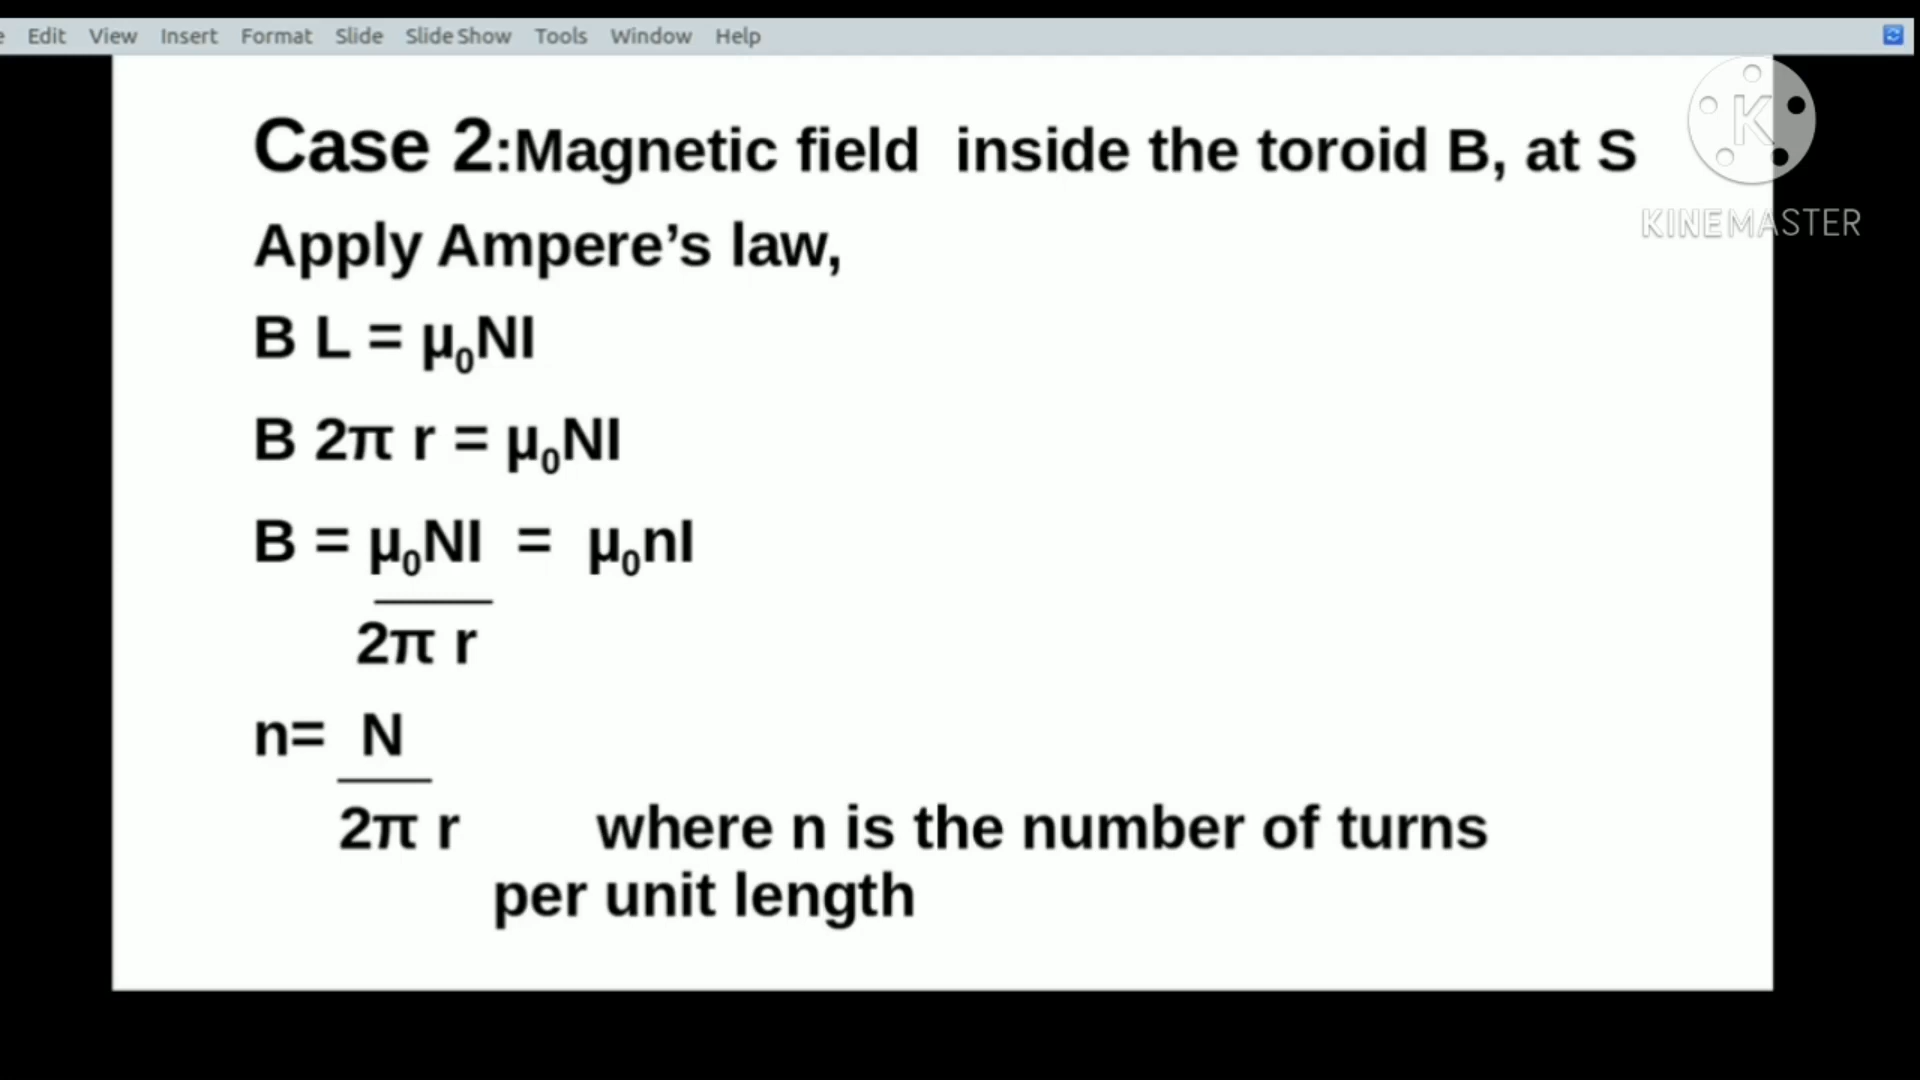 Edit View Insert Format Slide Slide Show Tools Window Help
Case 2:Magnetic field inside the toroid B, at S
K
KINEMASTER
Apply Ampere’s law,
B L = µ₀NI
B 2π r = µ₀NI
B = µ₀NI = µ₀nI
2π r
n= N
2π r where n is the number of turns
per unit length